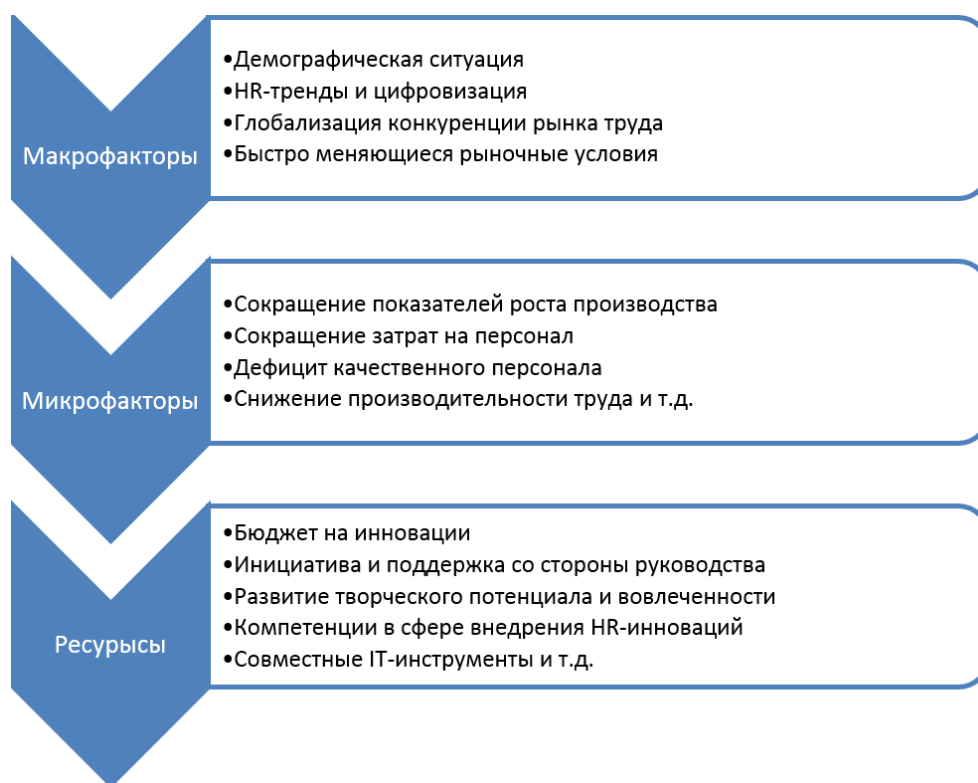 Макрофакторы
•Демографическая ситуация
•HR-тренды и цифровизация
•Глобализация конкуренции рынка труда
•Быстро меняющиеся рыночные условия
Микрофакторы
•Сокращение показателей роста производства
•Сокращение затрат на персонал
•Дефицит качественного персонала
•Снижение производительности труда и т.д.
Ресурысы
•Бюджет на инновации
•Инициатива и поддержка со стороны руководства
•Развитие творческого потенциала и вовлеченности
•Компетенции в сфере внедрения HR-инноваций
•Совместные IT-инструменты и т.д.